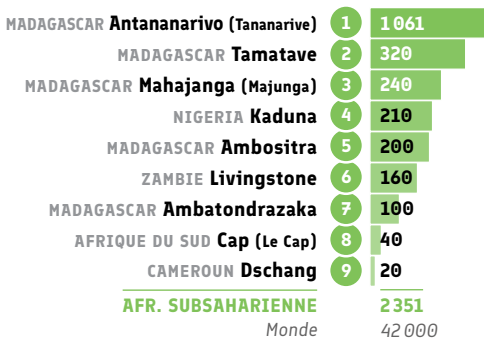 MADAGASCAR Antananarivo (Tananarive) 1 1 061
MADAGASCAR Tamatave 2 320
MADAGASCAR Mahajanga (Majunga) 3 240
NIGERIA Kaduna 4 210
MADAGASCAR Ambositra 5 200
ZAMBIE Livingstone 6 160
MADAGASCAR Ambatondrazaka 7 100
AFRIQUE DU SUD Cap (Le Cap) 8 40
CAMEROUN Dschang 9 20
AFR. SUBSAHARIENNE 2 351
Monde 42 000